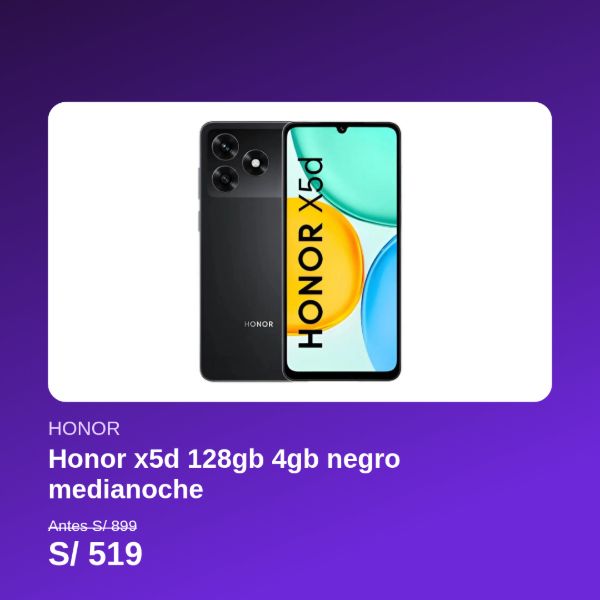 HONOR
HONOR X5d
HONOR
Honor x5d 128gb 4gb negro
medianoche
Antes S/ 899
S/ 519